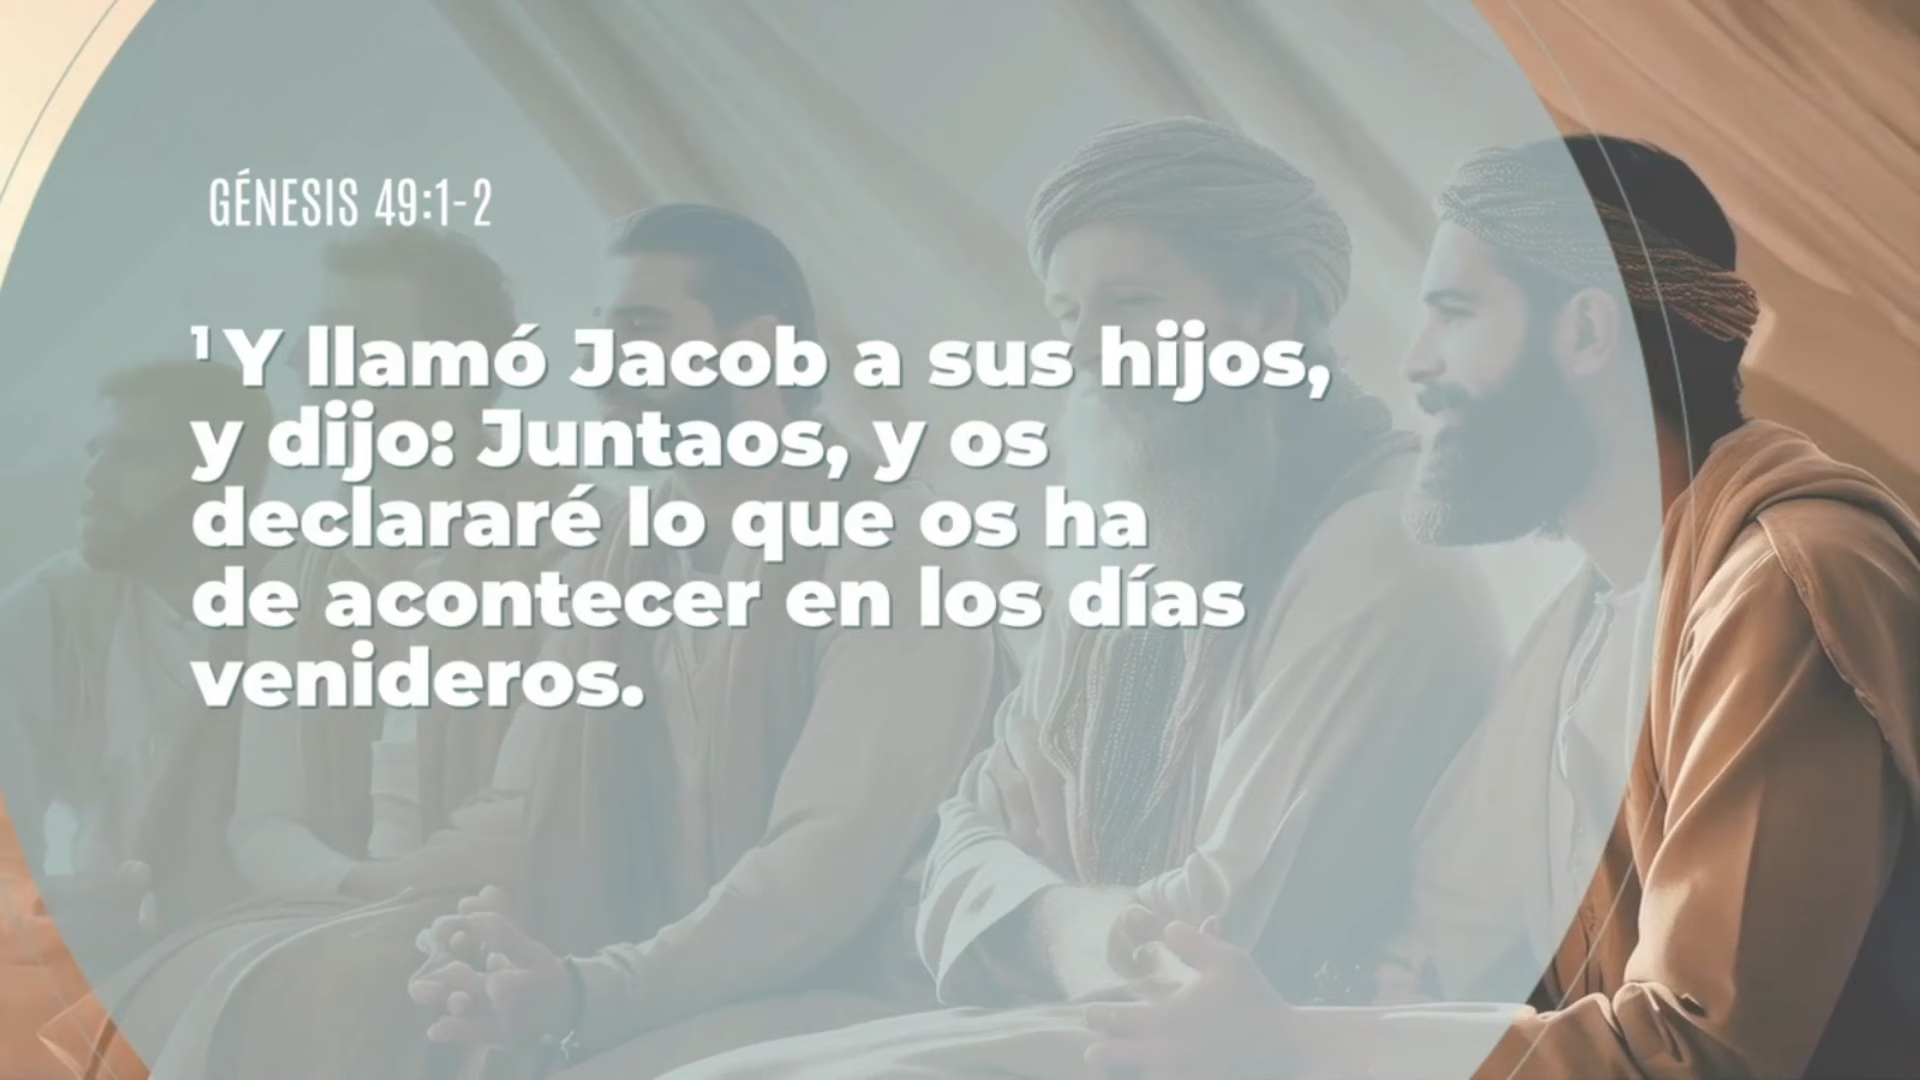 GÉNESIS 49:1-2
¹ Y llamó Jacob a sus hijos,
y dijo: Juntaos, y os
declararé lo que os ha
de acontecer en los días
venideros.